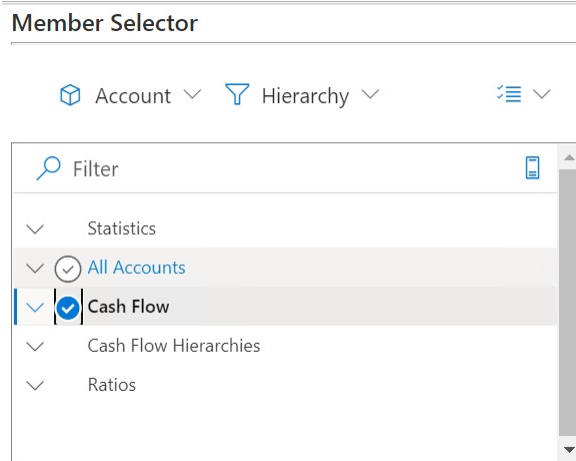 Member Selector
Account Hierarchy
Filter
Statistics
All Accounts
Cash Flow
Cash Flow Hierarchies
Ratios